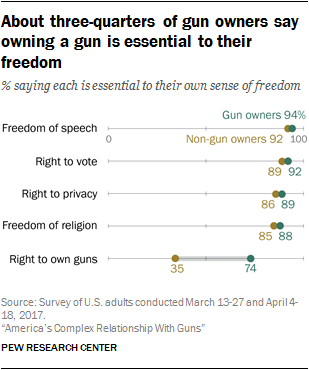 About three-quarters of gun owners say
owning a gun is essential to their
freedom
% saying each is essential to their own sense of freedom
Gun owners 94%
Freedom of speech
0
Non-gun owners 92
100
Right to vote
89 92
Right to privacy
86 89
Freedom of religion
85 88
Right to own guns
35 74
Source: Survey of U.S. adults conducted March 13-27 and April 4-
18, 2017.
“America’s Complex Relationship With Guns”
PEW RESEARCH CENTER